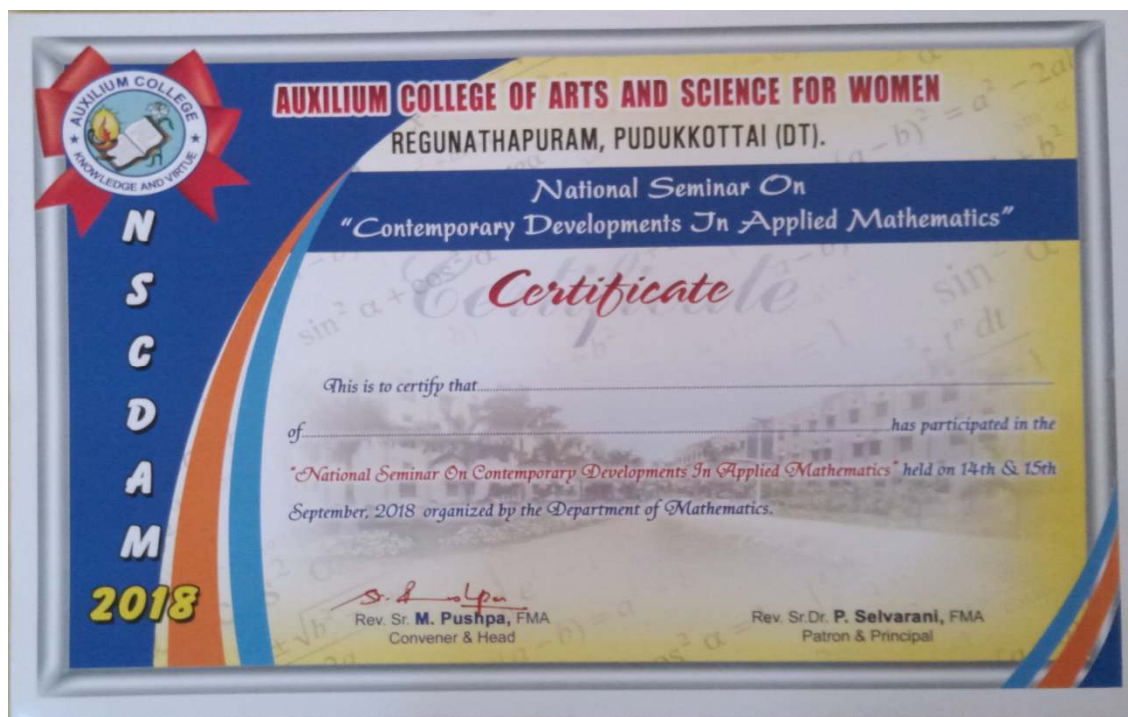 AUXILIUM COLLEGE
KNOWLEDGE AND VIRTUE
AUXILIUM COLLEGE OF ARTS AND SCIENCE FOR WOMEN
REGUNATHAPURAM, PUDUKKOTTAI (DT).
National Seminar On
"Contemporary Developments In Applied Mathematics"
N
S
C
D
A
M
2018
Certificate
This is to certify that
of has participated in the
"National Seminar On Contemporary Developments In Applied Mathematics" held on 14th & 15th
September, 2018 organized by the Department of Mathematics.
Rev. Sr. M. Pushpa, FMA
Convener & Head
Rev. Sr.Dr. P. Selvarani, FMA
Patron & Principal